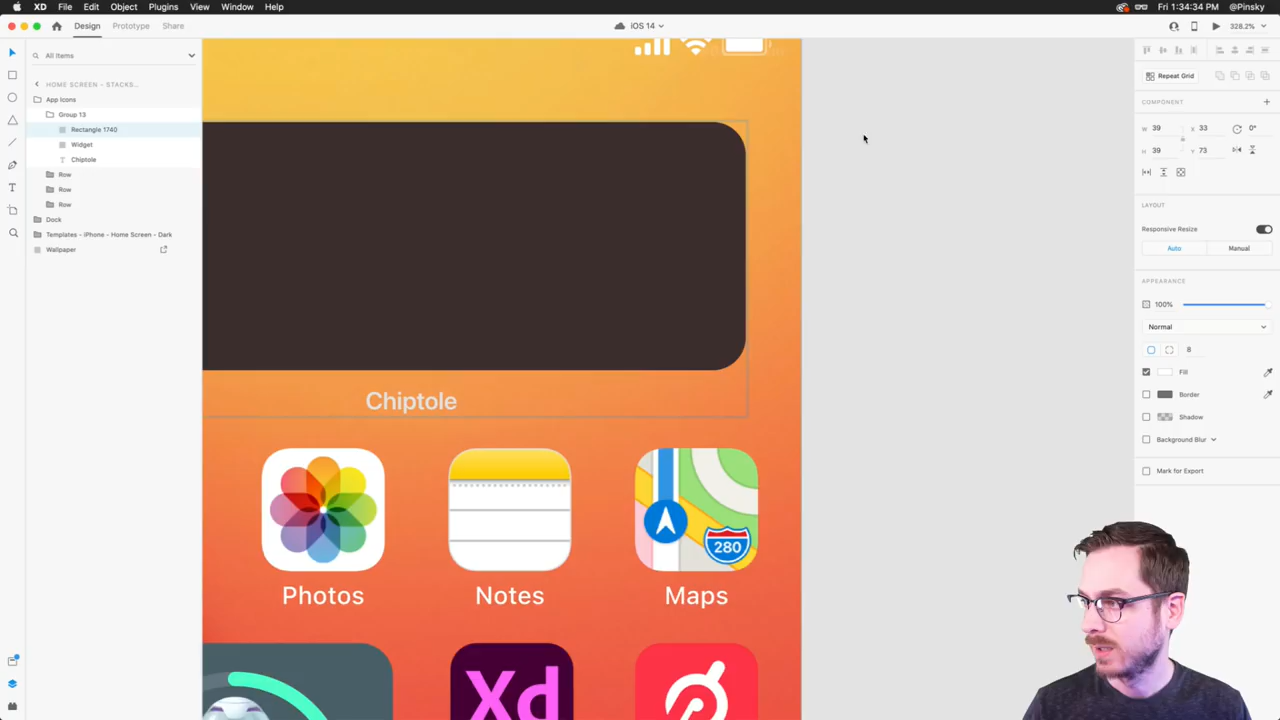 XD File Edit Object Plugins View Window Help
1:34:34 PM @Pinsky
Design Prototype Share
iOS 14
328.2%
All Items
HOME SCREEN - STACKS...
App Icons
Group 13
Rectangle 1740
Widget
Chiptole
Row
Row
Row
Dock
Templates - iPhone - Home Screen - Dark
Wallpaper
Chiptole
280
Photos
Notes
Maps
Xd
Repeat Grid
COMPONENT
W 39 X 33 0°
H 39 Y 73
LAYOUT
Responsive Resize
Auto Manual
APPEARANCE
100%
Normal
8
Fill
Border
Shadow
Background Blur
Mark for Export